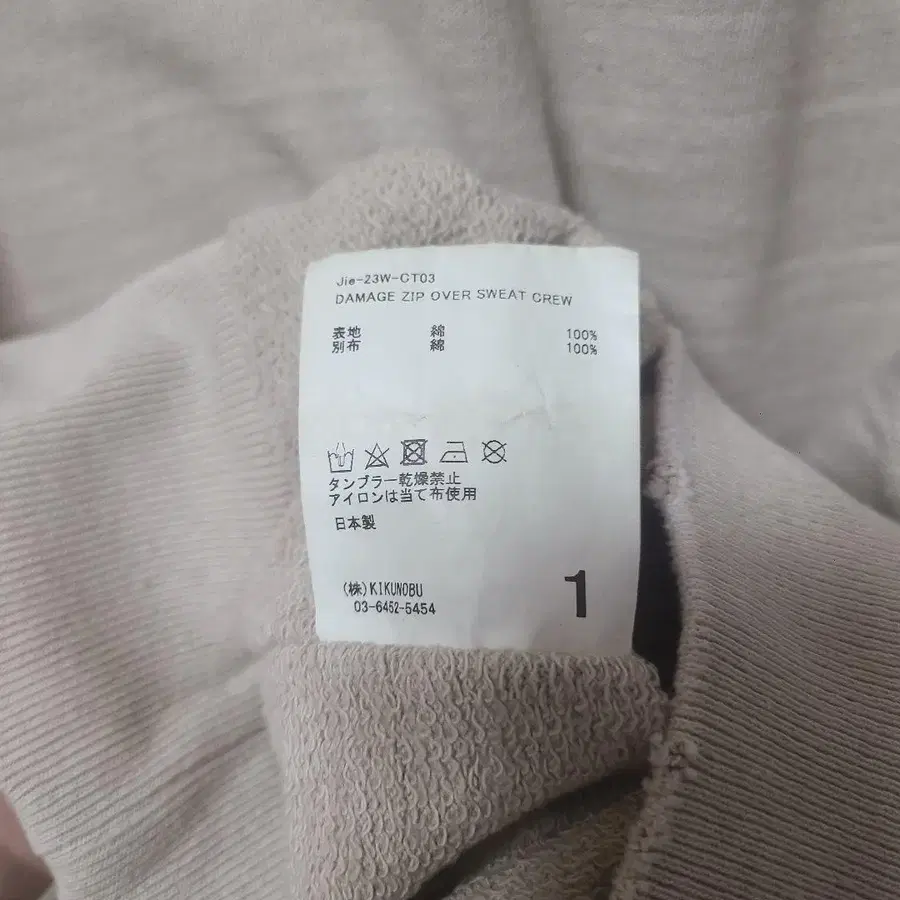 Jie-23W-CT03
DAMAGE ZIP OVER SWEAT CREW
表地 綿 100%
別布 綿 100%
タンブラー乾燥禁止
アイロンは当て布使用
日本製
(株)KIKUNOBU
03-6452-5454
1